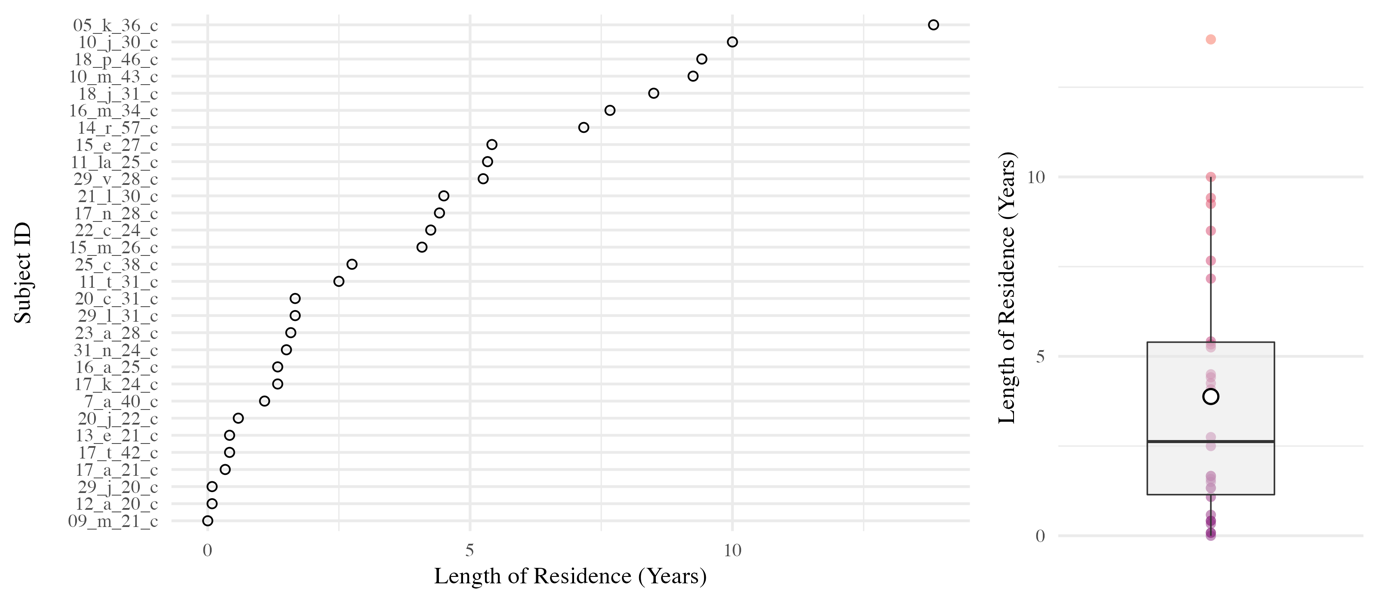 Subject ID
05_k_36_c
10_j_30_c
18_p_46_c
10_m_43_c
18_j_31_c
16_m_34_c
14_r_57_c
15_e_27_c
11_la_25_c
29_v_28_c
21_l_30_c
17_n_28_c
22_c_24_c
15_m_26_c
25_c_38_c
11_t_31_c
20_c_31_c
29_l_31_c
23_a_28_c
31_n_24_c
16_a_25_c
17_k_24_c
7_a_40_c
20_j_22_c
13_e_21_c
17_t_42_c
17_a_21_c
29_j_20_c
12_a_20_c
09_m_21_c
0 5 10
Length of Residence (Years)
Length of Residence (Years)
10
5
0